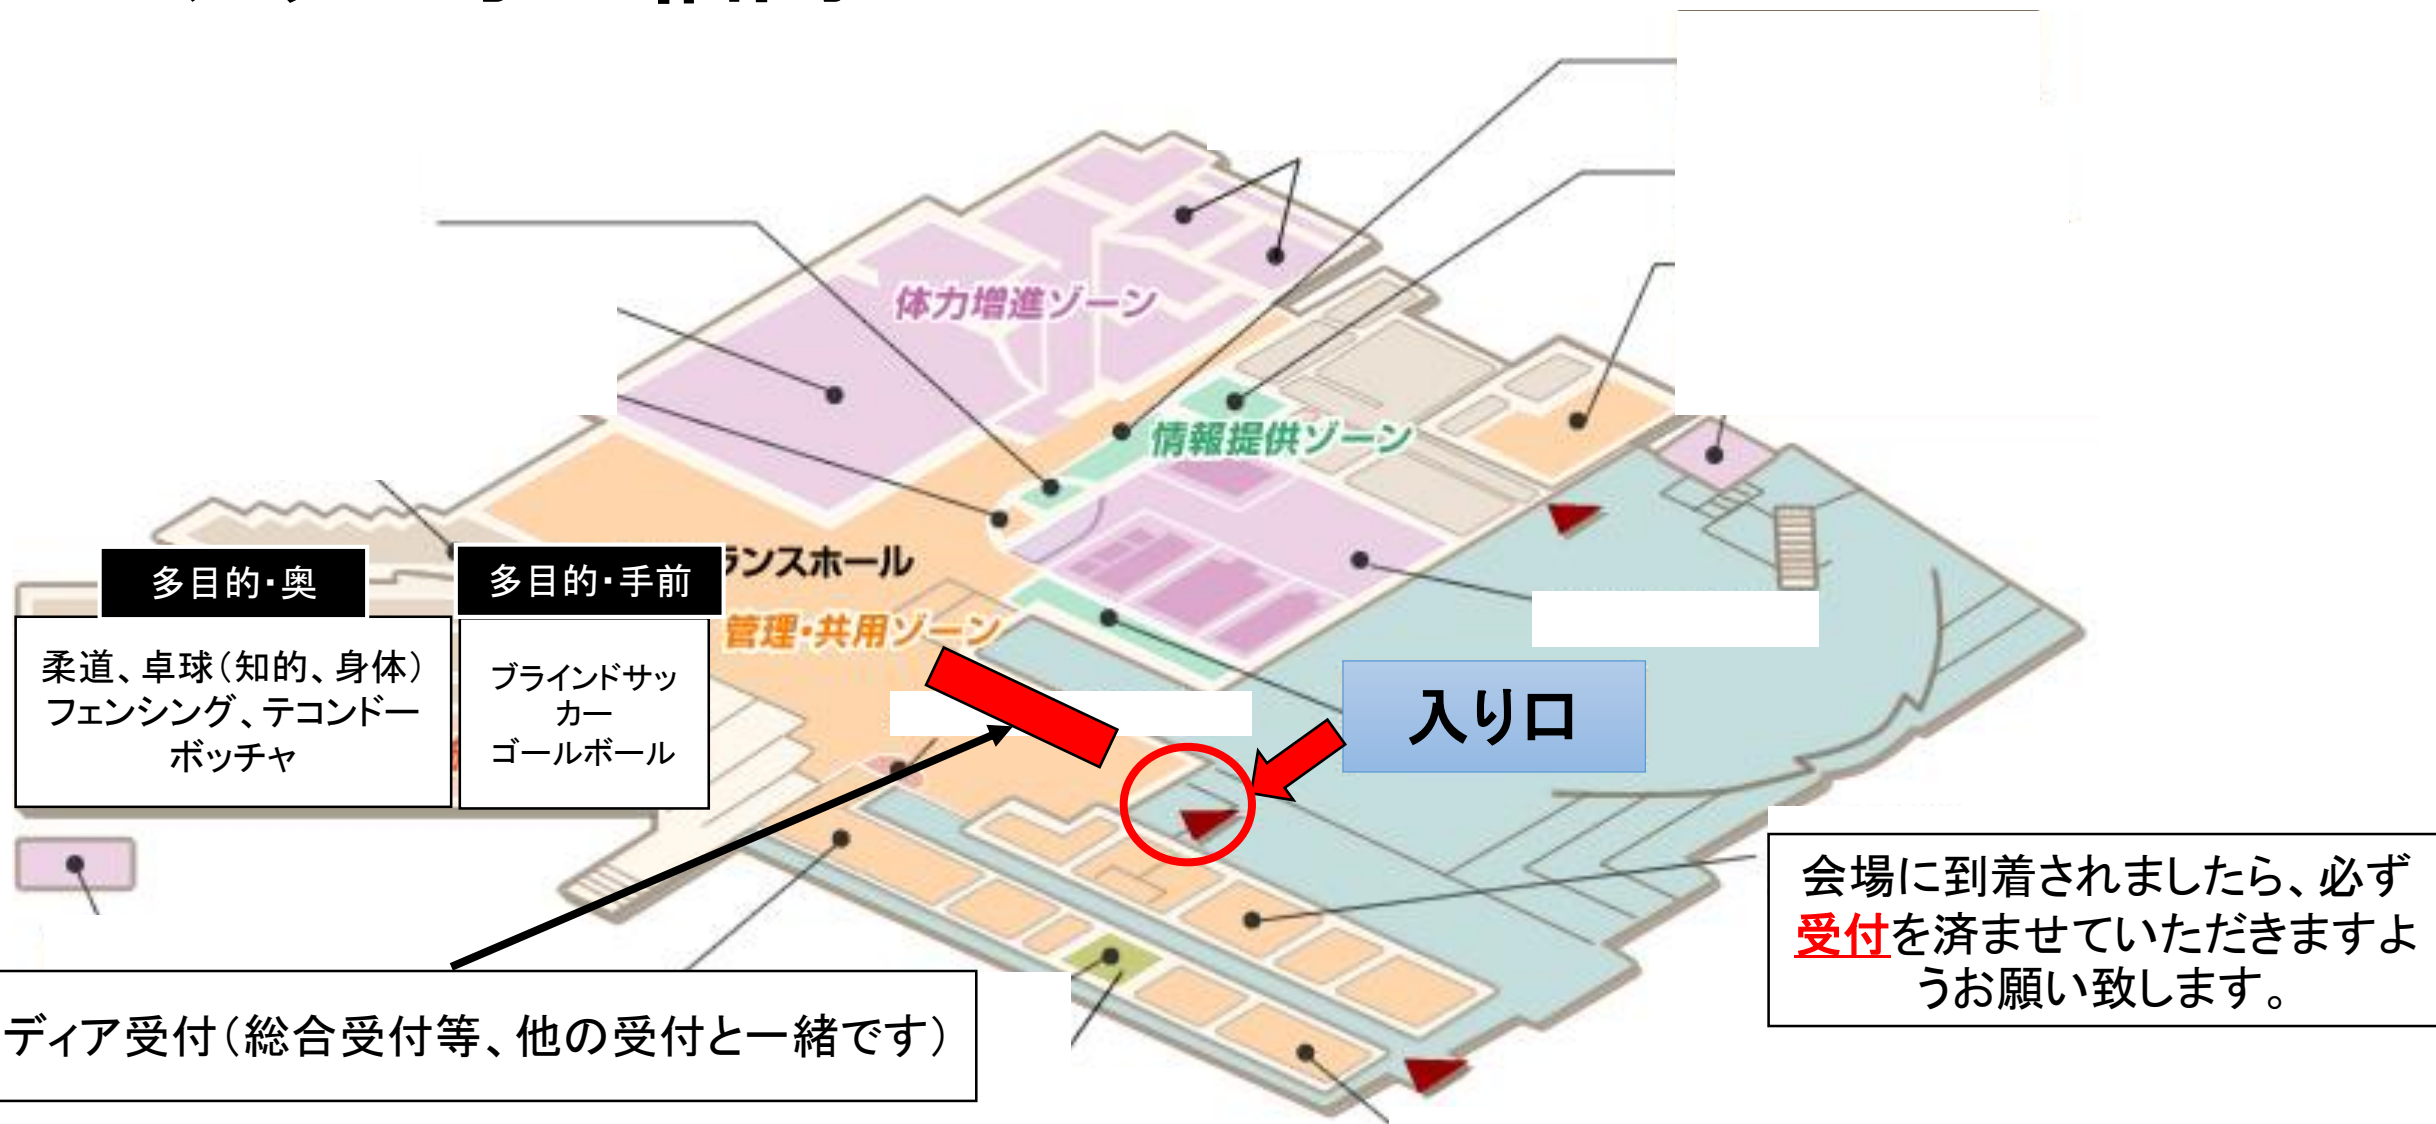 体力増進ゾーン
情報提供ゾーン
ランスホール
管理・共用ゾーン
多目的・奥
柔道、卓球（知的、身体）
フェンシング、テコンドー
ボッチャ
多目的・手前
ブラインドサッ
カー
ゴールボール
入り口
会場に到着されましたら、必ず
受付を済ませていただきますよ
うお願い致します。
ディア受付（総合受付等、他の受付と一緒です）